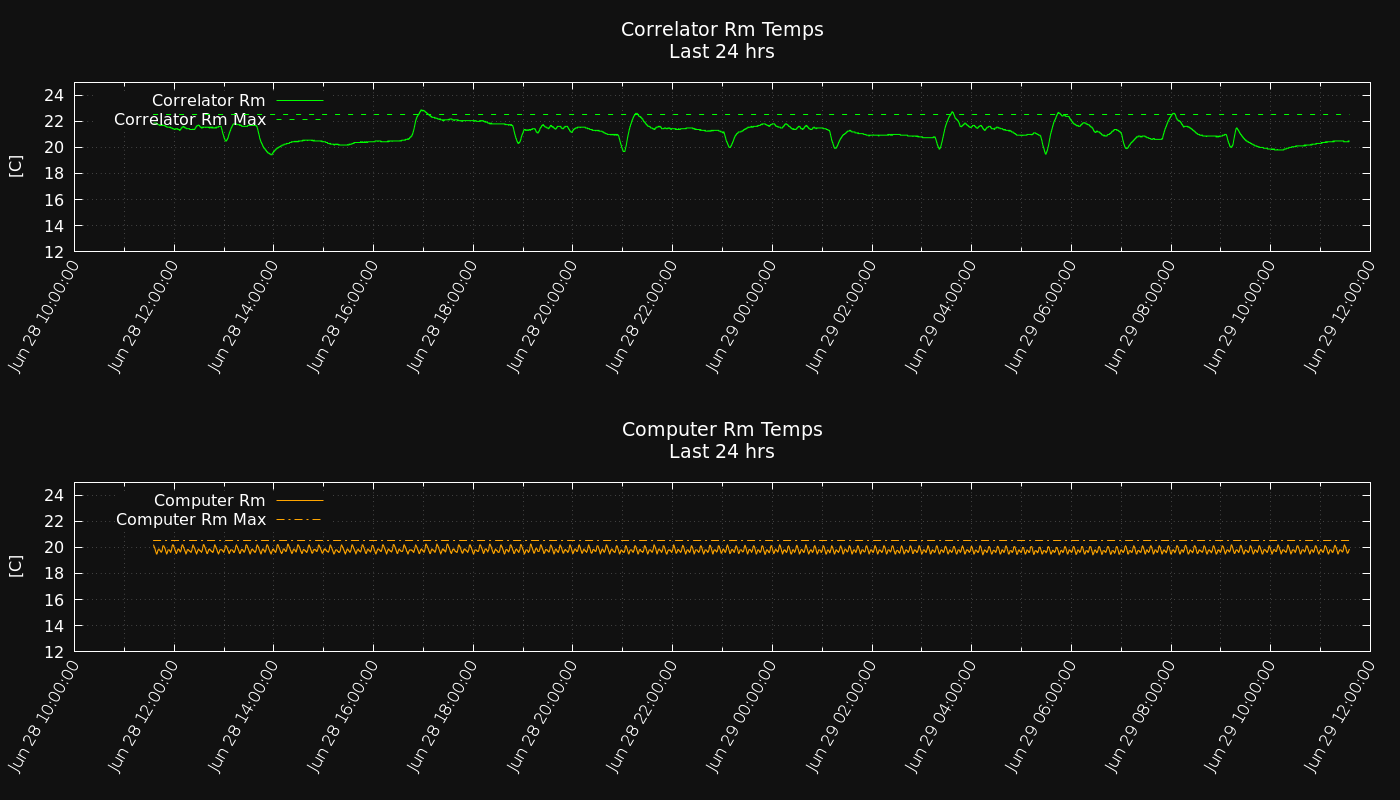 Correlator Rm Temps
Last 24 hrs
Correlator Rm
Correlator Rm Max
[C]
24
22
20
18
16
14
12
Jun 28 10:00:00
Jun 28 12:00:00
Jun 28 14:00:00
Jun 28 16:00:00
Jun 28 18:00:00
Jun 28 20:00:00
Jun 28 22:00:00
Jun 29 00:00:00
Jun 29 02:00:00
Jun 29 04:00:00
Jun 29 06:00:00
Jun 29 08:00:00
Jun 29 10:00:00
Jun 29 12:00:00
Computer Rm Temps
Last 24 hrs
Computer Rm
Computer Rm Max
[C]
24
22
20
18
16
14
12
Jun 28 10:00:00
Jun 28 12:00:00
Jun 28 14:00:00
Jun 28 16:00:00
Jun 28 18:00:00
Jun 28 20:00:00
Jun 28 22:00:00
Jun 29 00:00:00
Jun 29 02:00:00
Jun 29 04:00:00
Jun 29 06:00:00
Jun 29 08:00:00
Jun 29 10:00:00
Jun 29 12:00:00